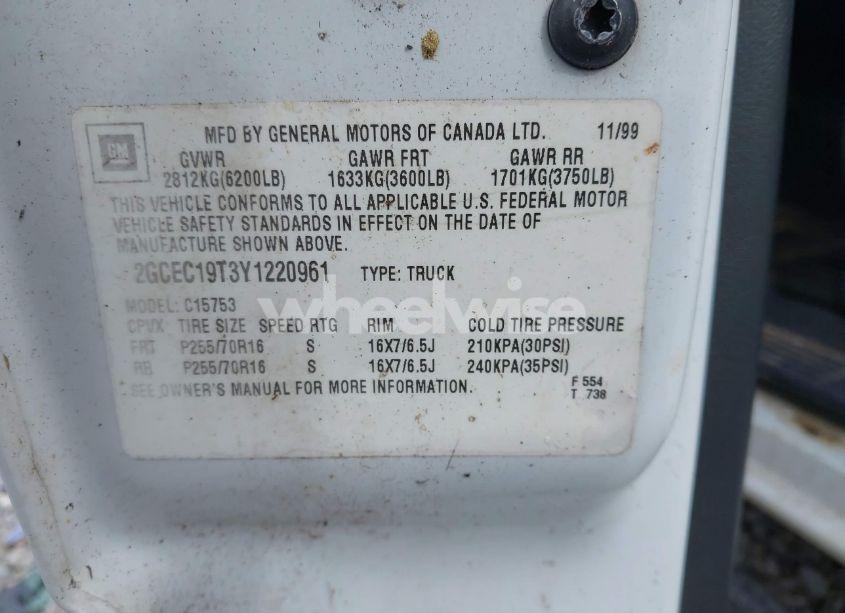 GM
MFD BY GENERAL MOTORS OF CANADA LTD. 11/99
GVWR GAWR FRT GAWR RR
2812KG(6200LB) 1633KG(3600LB) 1701KG(3750LB)
THIS VEHICLE CONFORMS TO ALL APPLICABLE U.S. FEDERAL MOTOR
VEHICLE SAFETY STANDARDS IN EFFECT ON THE DATE OF
MANUFACTURE SHOWN ABOVE.
2GCEC19T3Y1220961 TYPE: TRUCK
wheelwise
MODEL: C15753
CPVX TIRE SIZE SPEED RTG RIM COLD TIRE PRESSURE
FRT P255/70R16 S 16X7/6.5J 210KPA(30PSI)
RR P255/70R16 S 16X7/6.5J 240KPA(35PSI)
SEE OWNER'S MANUAL FOR MORE INFORMATION.
F 554
T 738